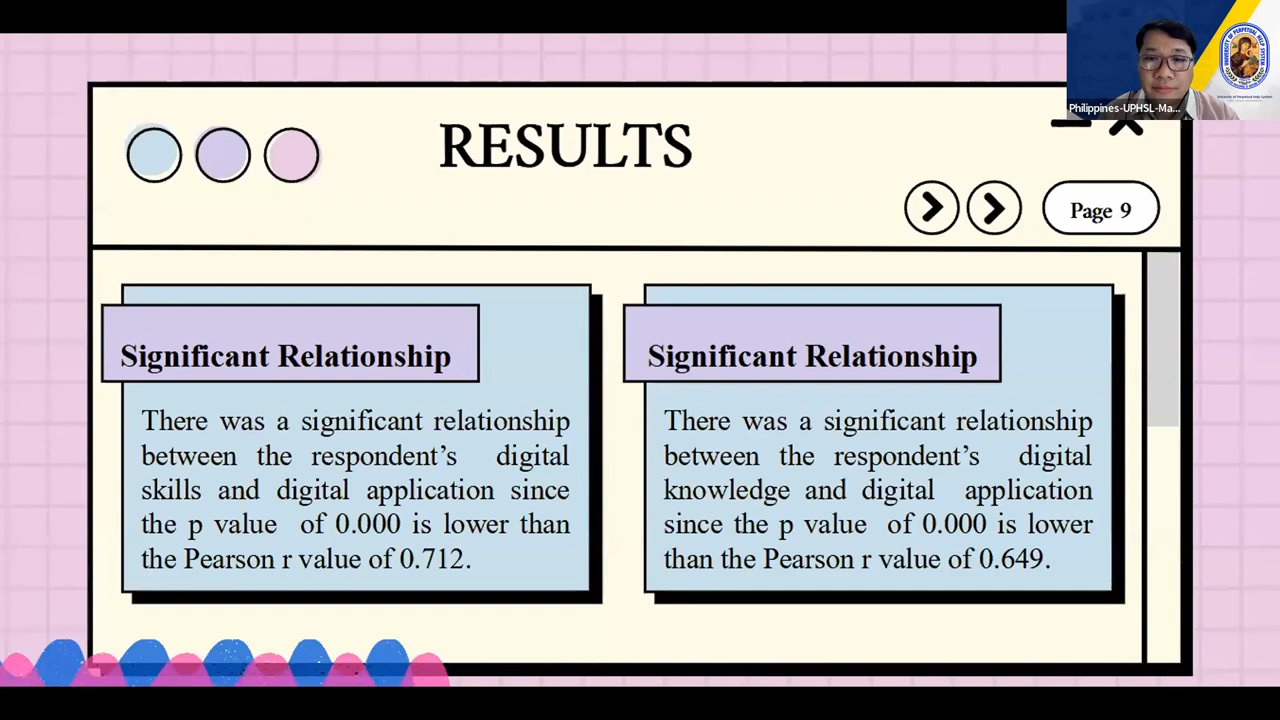 Philippines-UPHSL-Ma...
RESULTS
Page 9
Significant Relationship
There was a significant relationship
between the respondent’s digital
skills and digital application since
the p value of 0.000 is lower than
the Pearson r value of 0.712.
Significant Relationship
There was a significant relationship
between the respondent’s digital
knowledge and digital application
since the p value of 0.000 is lower
than the Pearson r value of 0.649.